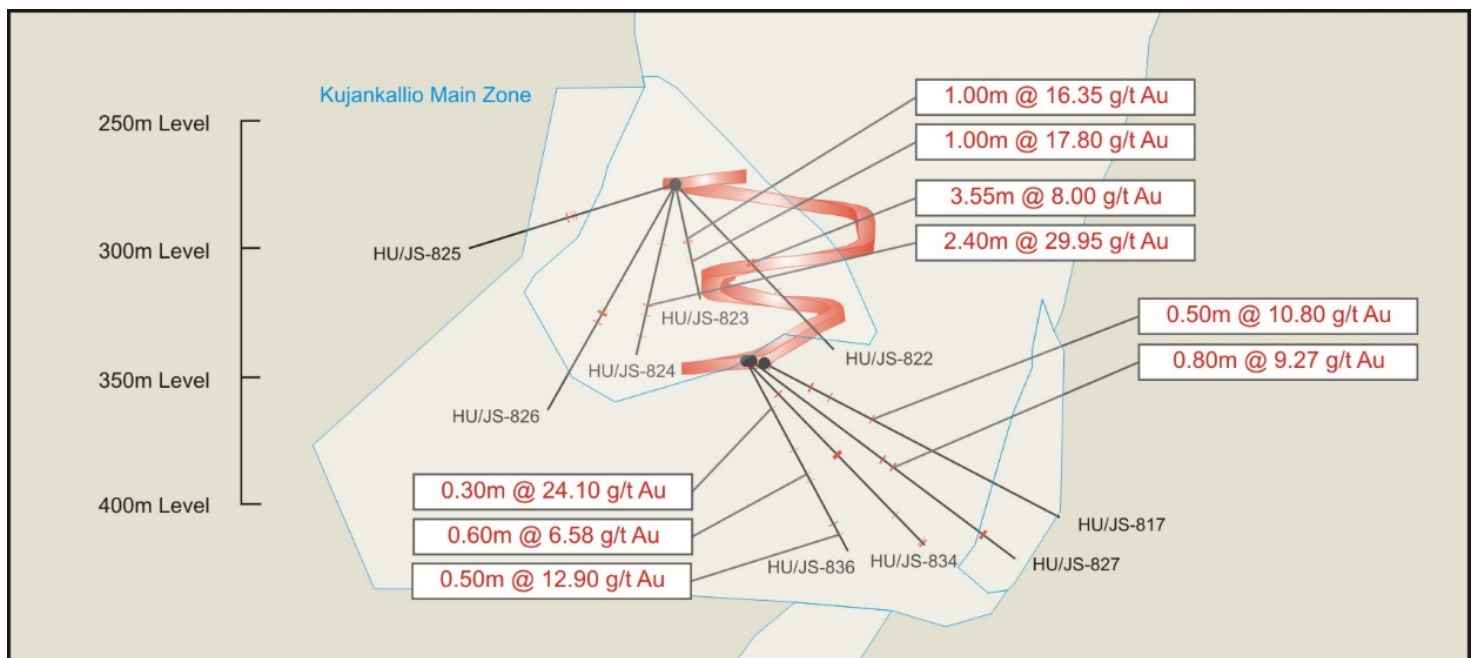 Kujankallio Main Zone
250m Level
300m Level
350m Level
400m Level
1.00m @ 16.35 g/t Au
1.00m @ 17.80 g/t Au
3.55m @ 8.00 g/t Au
2.40m @ 29.95 g/t Au
0.50m @ 10.80 g/t Au
0.80m @ 9.27 g/t Au
HU/JS-825
HU/JS-823
HU/JS-824
HU/JS-822
HU/JS-826
0.30m @ 24.10 g/t Au
0.60m @ 6.58 g/t Au
0.50m @ 12.90 g/t Au
HU/JS-817
HU/JS-834
HU/JS-836
HU/JS-827